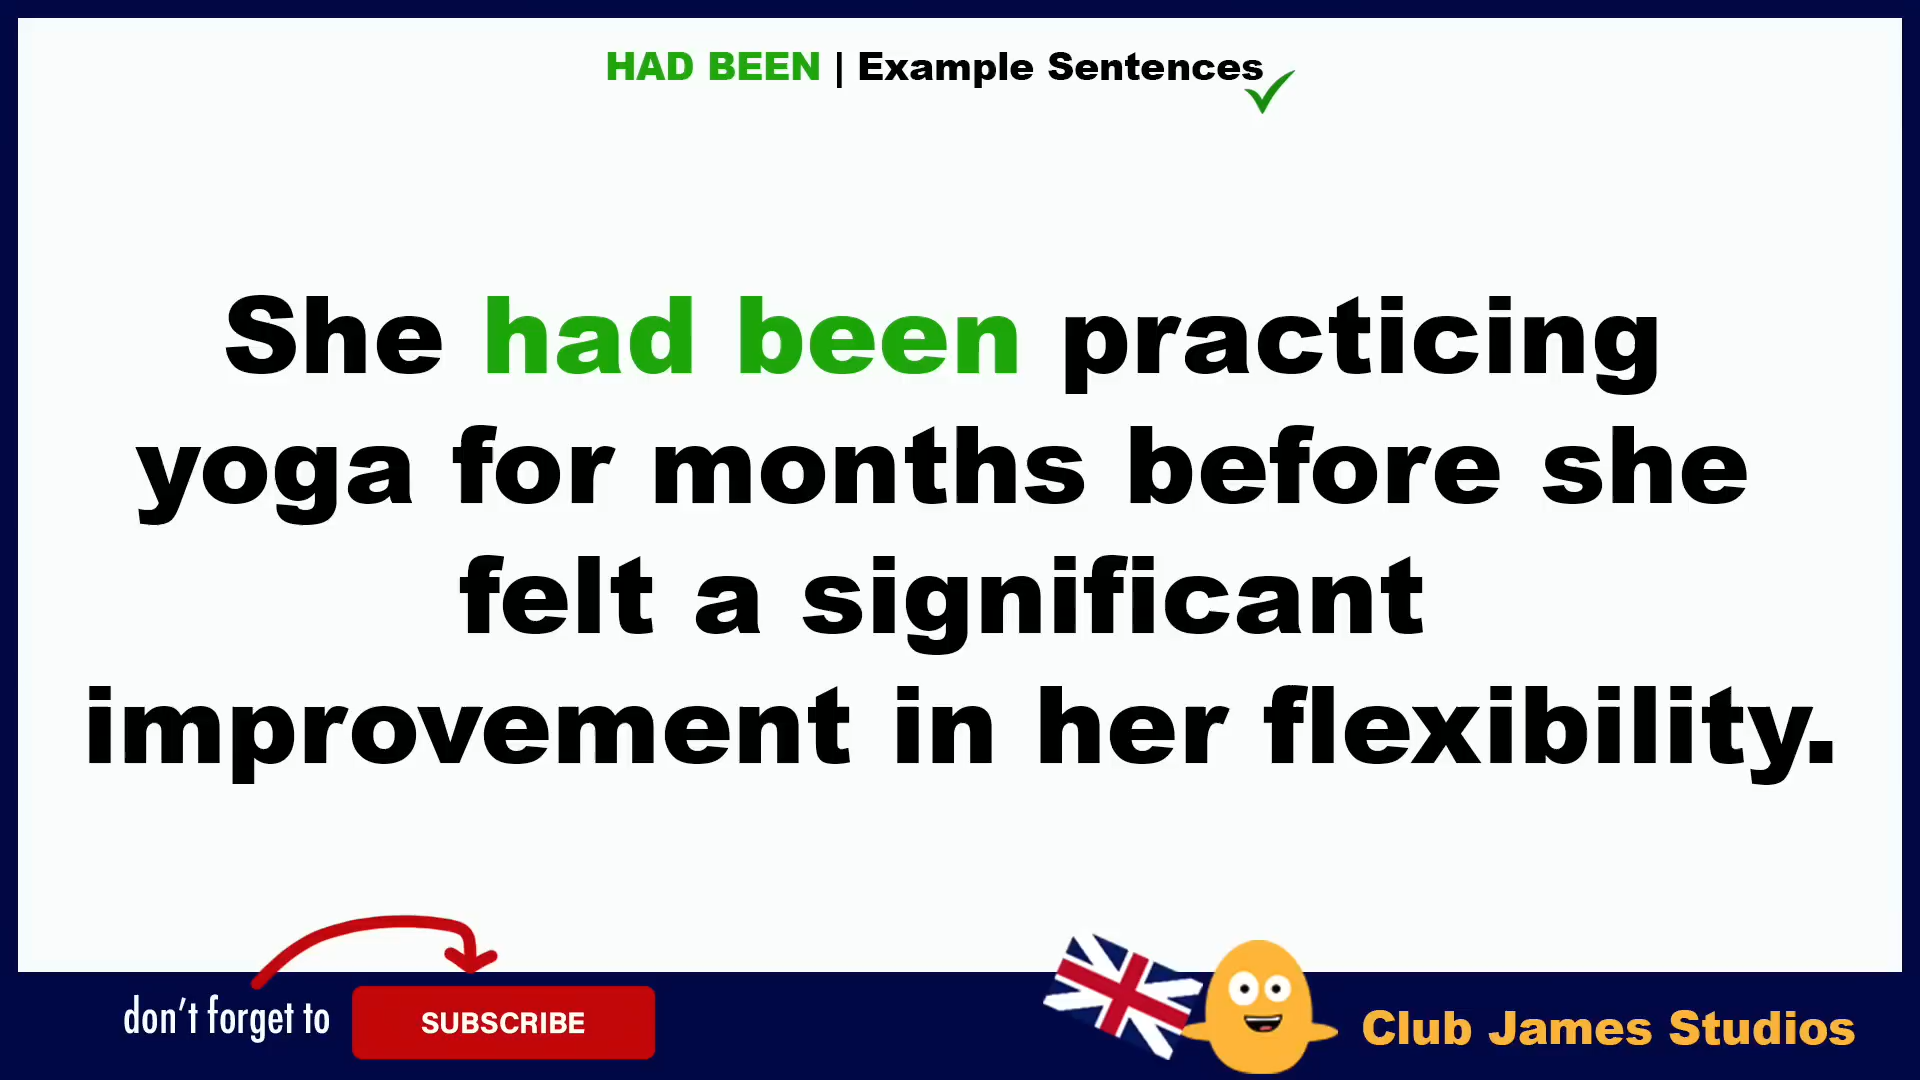 HAD BEEN | Example Sentences
She had been practicing
yoga for months before she
felt a significant
improvement in her flexibility.
don't forget to
SUBSCRIBE
Club James Studios